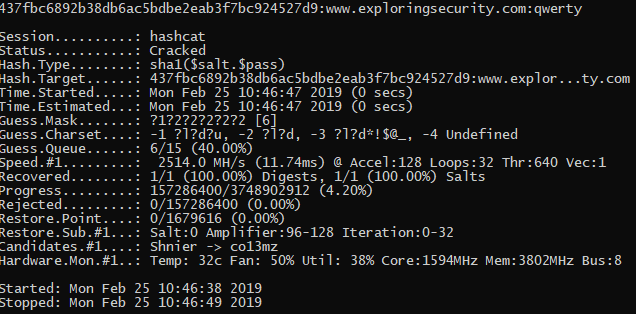 437fbc6892b38db6ac5bdbe2eab3f7bc924527d9:www.exploringsecurity.com:qwerty
Session..........: hashcat
Status...........: Cracked
Hash.Type........: sha1($salt.$pass)
Hash.Target......: 437fbc6892b38db6ac5bdbe2eab3f7bc924527d9:www.explor...ty.com
Time.Started.....: Mon Feb 25 10:46:47 2019 (0 secs)
Time.Estimated...: Mon Feb 25 10:46:47 2019 (0 secs)
Guess.Mask.......: ?1?2?2?2?2?2 [6]
Guess.Charset....: -1 ?l?d?u, -2 ?l?d, -3 ?l?d*!$@_, -4 Undefined
Guess.Queue......: 6/15 (40.00%)
Speed.#1.........:  2514.0 MH/s (11.74ms) @ Accel:128 Loops:32 Thr:640 Vec:1
Recovered........: 1/1 (100.00%) Digests, 1/1 (100.00%) Salts
Progress.........: 157286400/3748902912 (4.20%)
Rejected.........: 0/157286400 (0.00%)
Restore.Point....: 0/1679616 (0.00%)
Restore.Sub.#1...: Salt:0 Amplifier:96-128 Iteration:0-32
Candidates.#1....: Shnier -> co13mz
Hardware.Mon.#1..: Temp: 32c Fan: 50% Util: 38% Core:1594MHz Mem:3802MHz Bus:8
Started: Mon Feb 25 10:46:38 2019
Stopped: Mon Feb 25 10:46:49 2019